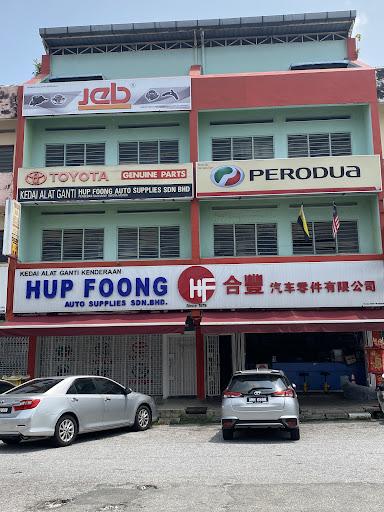 jeb
TOYOTA GENUINE PARTS
KEDAI ALAT GANTI HUP FOONG AUTO SUPPLIES SDN BHD
PERODUA
KEDAI ALAT GANTI KENDERAAN
HUP FOONG
AUTO SUPPLIES SDN.BHD.
HF
合豐 汽车零件有限公司